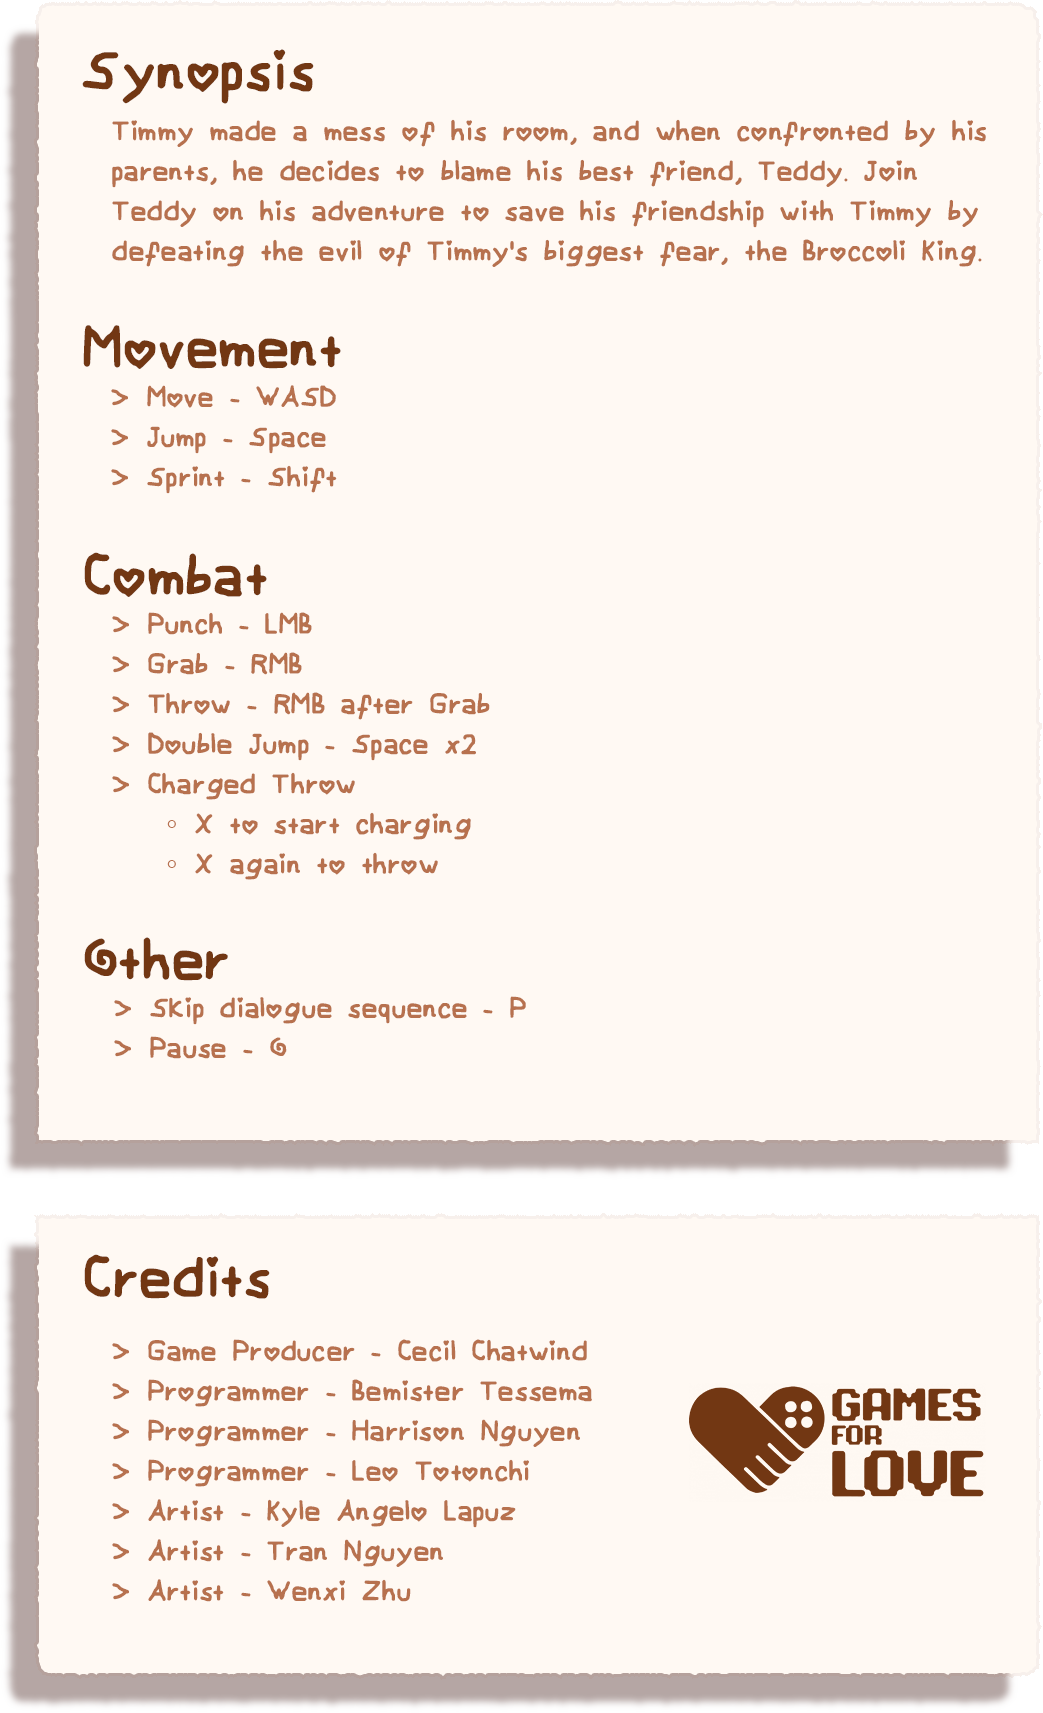 Synopsis
Timmy made a mess of his room, and when confronted by his
parents, he decides to blame his best friend, Teddy. Join
Teddy on his adventure to save his friendship with Timmy by
defeating the evil of Timmy's biggest fear, the Broccoli King.
Movement
> Move - WASD
> Jump - Space
> Sprint - Shift
Combat
> Punch - LMB
> Grab - RMB
> Throw - RMB after Grab
> Double Jump - Space x2
> Charged Throw
◦ X to start charging
◦ X again to throw
Other
> Skip dialogue sequence - P
> Pause - O
Credits
> Game Producer - Cecil Chatwind
> Programmer - Bemister Tessema
> Programmer - Harrison Nguyen
> Programmer - Leo Totonchi
> Artist - Kyle Angelo Lapuz
> Artist - Tran Nguyen
> Artist - Wenxi Zhu
GAMES
FOR
LOVE